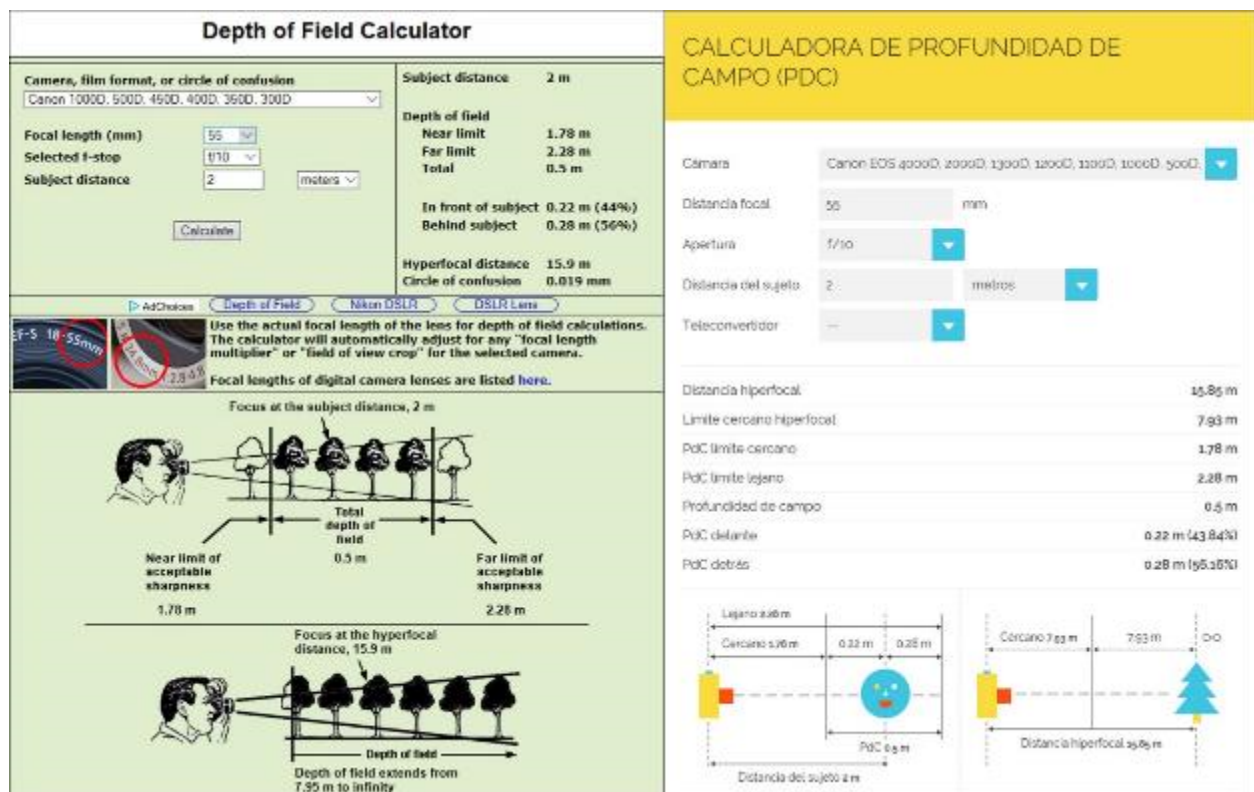 Depth of Field Calculator
Camera, film format, or circle of confusion
Canon 1000D, 500D, 450D, 400D, 350D, 300D
Focal length (mm) 55
Selected f-stop f/10
Subject distance 2 meters
Calculate
Subject distance 2 m
Depth of field
Near limit 1.78 m
Far limit 2.28 m
Total 0.5 m
In front of subject 0.22 m (44%)
Behind subject 0.28 m (56%)
Hyperfocal distance 15.9 m
Circle of confusion 0.019 mm
AdChoices Depth of Field Nikon DSLR DSLR Lens
EF-S 18-55mm
Use the actual focal length of the lens for depth of field calculations.
The calculator will automatically adjust for any "focal length
multiplier" or "field of view crop" for the selected camera.
Focal lengths of digital camera lenses are listed here.
Focus at the subject distance, 2 m
Total
depth of
field
0.5 m
Near limit of
acceptable
sharpness
1.78 m
Far limit of
acceptable
sharpness
2.28 m
Focus at the hyperfocal
distance, 15.9 m
Depth of field
Depth of field extends from
7.95 m to infinity
CALCULADORA DE PROFUNDIDAD DE
CAMPO (PDC)
Cámara Canon EOS 4000D, 2000D, 1300D, 1200D, 1100D, 1000D, 500D,
Distancia focal 55 mm
Apertura f/10
Distancia del sujeto 2 metros
Teleconvertidor ---
Distancia hiperfocal 15.85 m
Límite cercano hiperfocal 7.93 m
PdC límite cercano 1.78 m
PdC límite lejano 2.28 m
Profundidad de campo 0.5 m
PdC delante 0.22 m (43.84%)
PdC detrás 0.28 m (56.16%)
Lejano 2.28 m
Cercano 1.78 m 0.22 m 0.28 m
PdC 0.5 m
Distancia del sujeto 2 m
Cercano 7.93 m 7.93 m ∞
Distancia hiperfocal 15.85 m